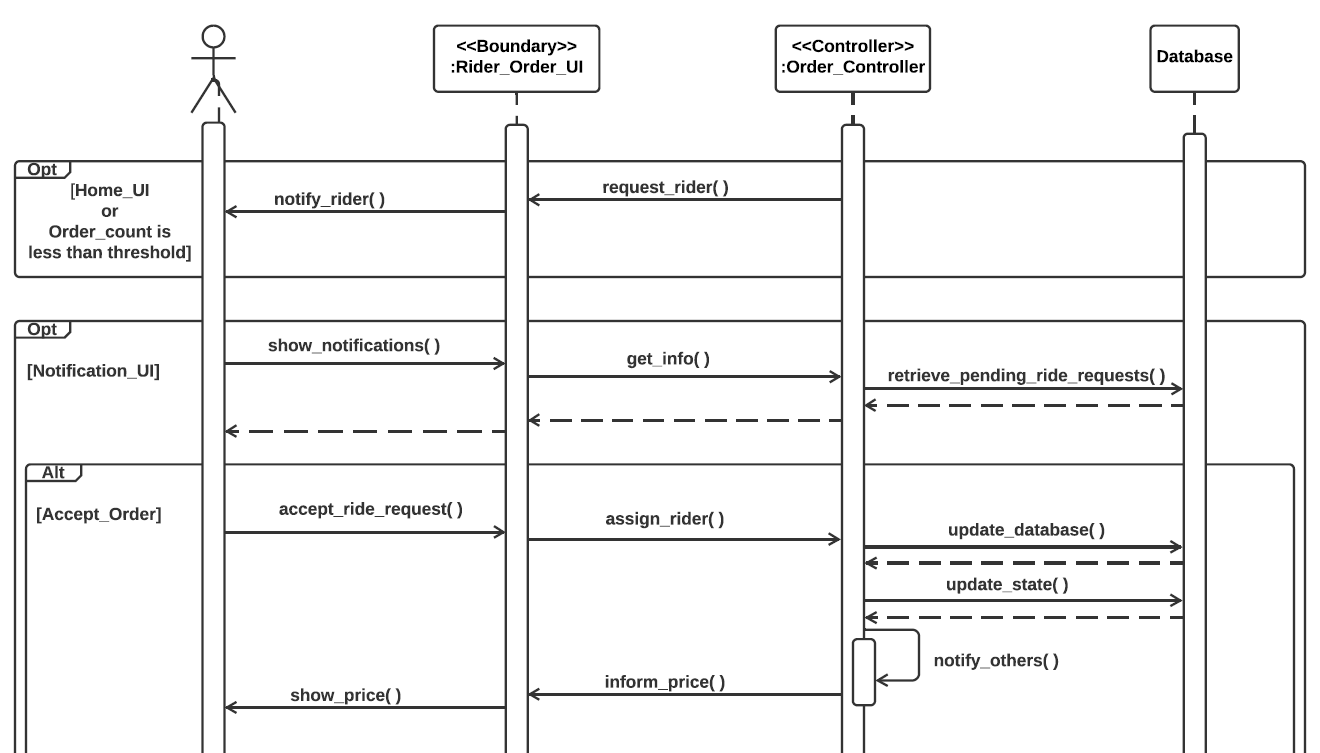 <<Boundary>>
:Rider_Order_UI
<<Controller>>
:Order_Controller
Database
Opt
[Home_UI
or
Order_count is
less than threshold]
request_rider( )
notify_rider( )
Opt
[Notification_UI]
show_notifications( )
get_info( )
retrieve_pending_ride_requests( )
Alt
[Accept_Order]
accept_ride_request( )
assign_rider( )
update_database( )
update_state( )
notify_others( )
inform_price( )
show_price( )